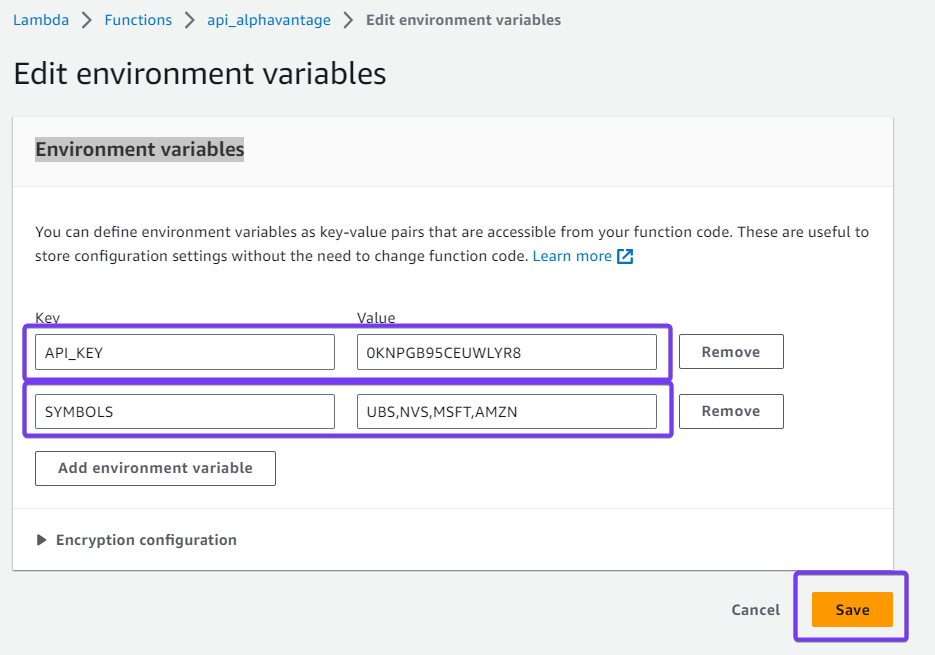 Lambda > Functions > api_alphavantage > Edit environment variables
Edit environment variables
Environment variables
You can define environment variables as key-value pairs that are accessible from your function code. These are useful to
store configuration settings without the need to change function code. Learn more
Key Value
API_KEY 0KNPGB95CEUWLYR8 Remove
SYMBOLS UBS,NVS,MSFT,AMZN Remove
Add environment variable
Encryption configuration
Cancel Save